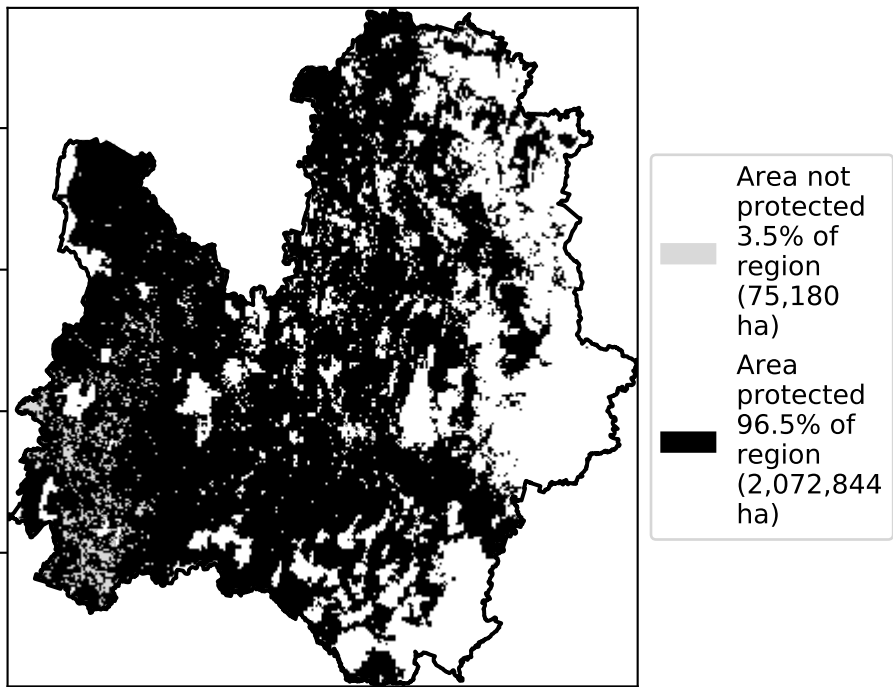 Area not
protected
3.5% of
region
(75,180
ha)
Area
protected
96.5% of
region
(2,072,844
ha)